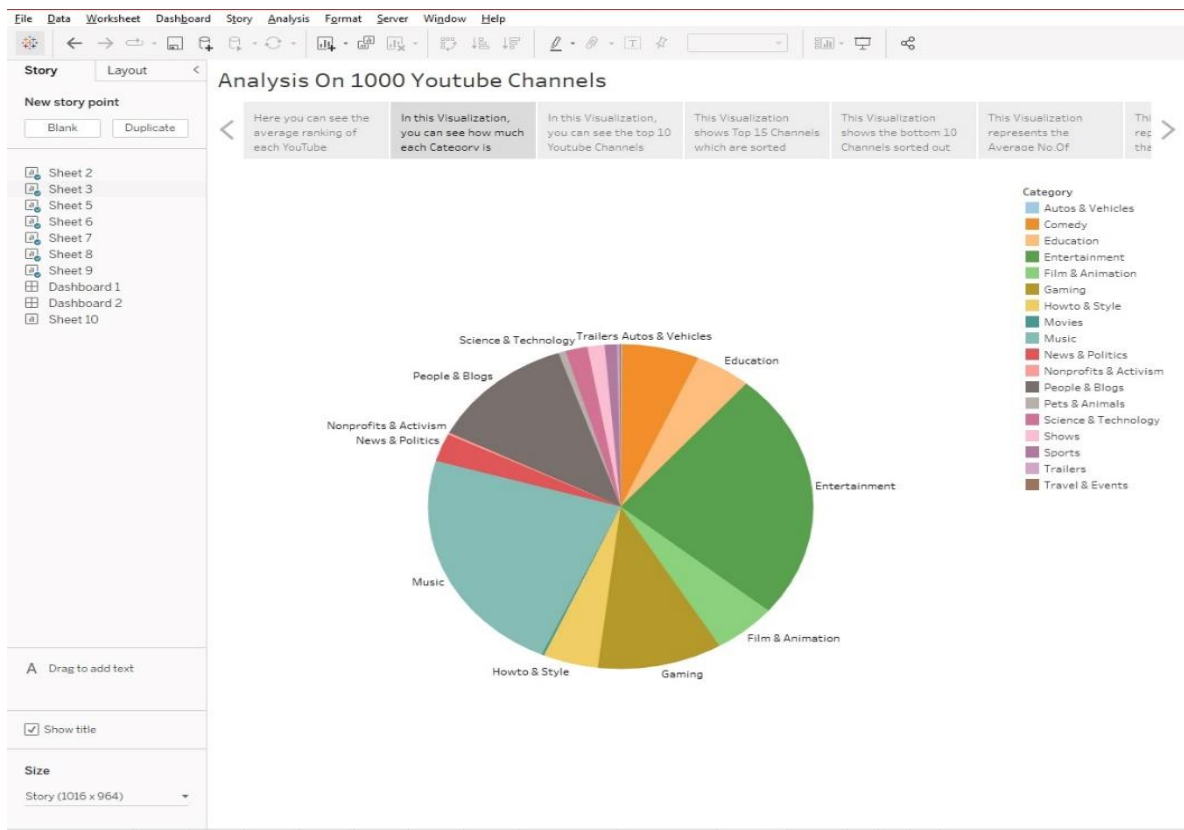 File Data Worksheet Dashboard Story Analysis Format Server Window Help
Story Layout
New story point
Blank Duplicate
Sheet 2
Sheet 3
Sheet 5
Sheet 6
Sheet 7
Sheet 8
Sheet 9
Dashboard 1
Dashboard 2
Sheet 10
A Drag to add text
Show title
Size
Story (1016 x 964)
Analysis On 1000 Youtube Channels
Here you can see the
average ranking of
each YouTube
In this Visualization,
you can see how much
each Category is
In this Visualization,
you can see the top 10
Youtube Channels
This Visualization
shows Top 15 Channels
which are sorted
This Visualization
shows the bottom 10
Channels sorted out
This Visualization
represents the
Average No.Of
Thi
rep
the
Science & Technology Trailers Autos & Vehicles
Education
People & Blogs
Nonprofits & Activism
News & Politics
Entertainment
Music
Film & Animation
Howto & Style
Gaming
Category
Autos & Vehicles
Comedy
Education
Entertainment
Film & Animation
Gaming
Howto & Style
Movies
Music
News & Politics
Nonprofits & Activism
People & Blogs
Pets & Animals
Science & Technology
Shows
Sports
Trailers
Travel & Events